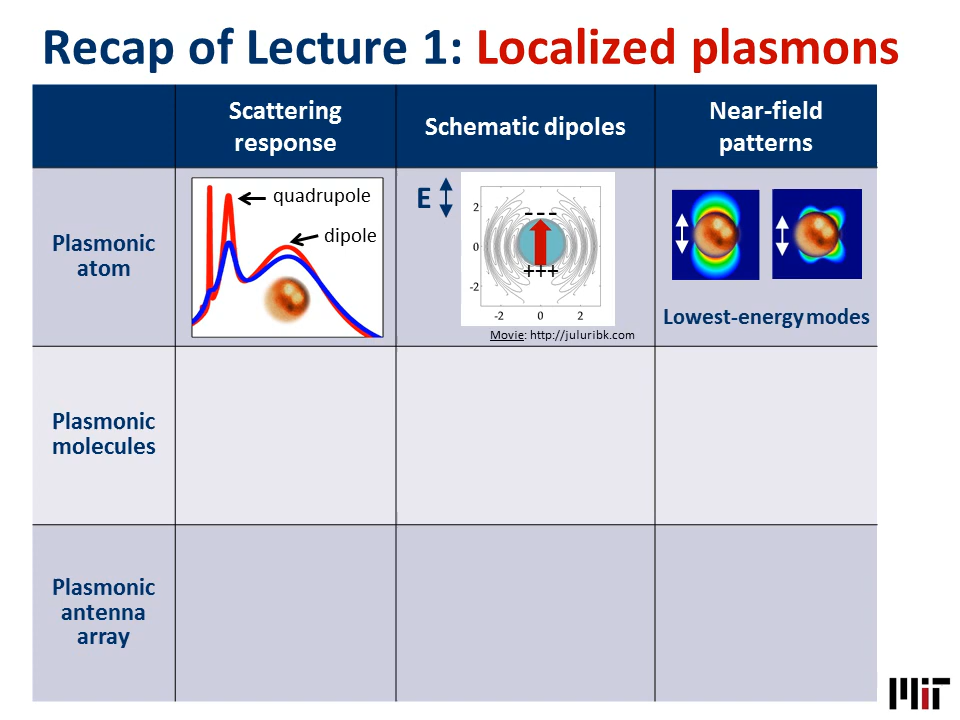 Recap of Lecture 1: Localized plasmons
Scattering
response
Schematic dipoles
Near-field
patterns
Plasmonic
atom
quadrupole
dipole
E
2
0
-2
- - -
+++
-2 0 2
Movie: http://juluribk.com
Lowest-energy modes
Plasmonic
molecules
Plasmonic
antenna
array
MIT